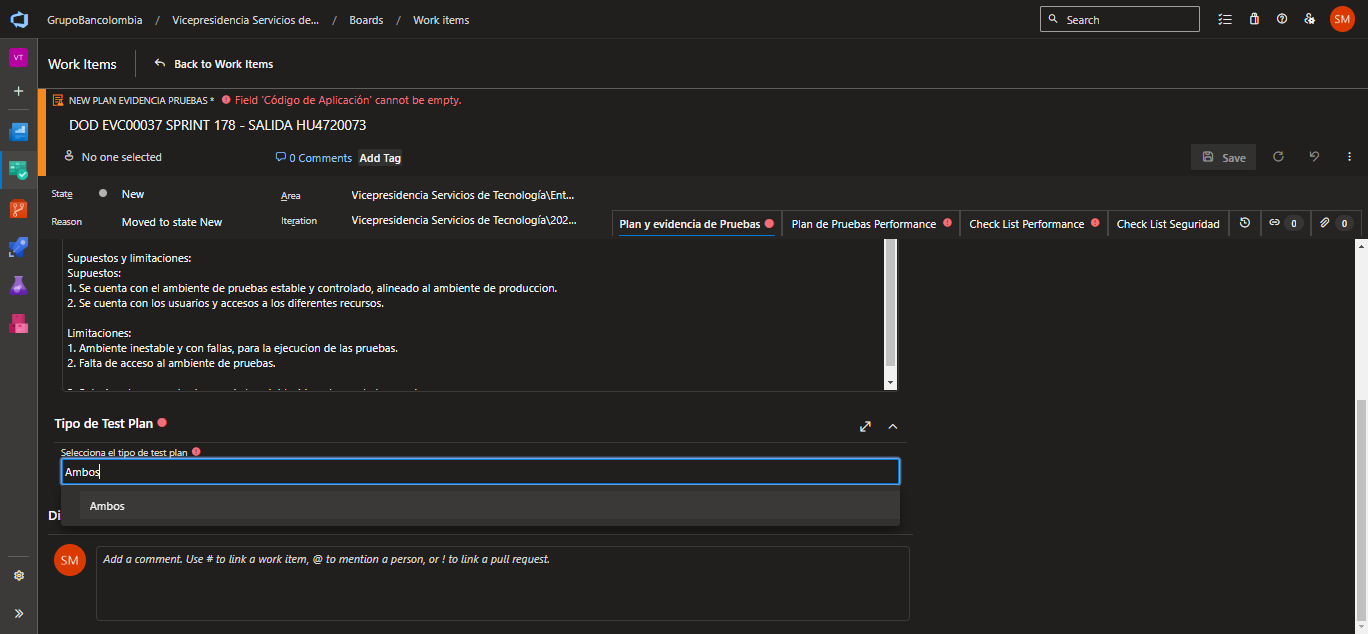 GrupoBancolombia / Vicepresidencia Servicios de... / Boards / Work items
Search
SM
VT
Work Items
Back to Work Items
NEW PLAN EVIDENCIA PRUEBAS * Field 'Código de Aplicación' cannot be empty.
DOD EVC00037 SPRINT 178 - SALIDA HU4720073
No one selected
0 Comments
Add Tag
Save
State
New
Area
Vicepresidencia Servicios de Tecnología\Ent...
Reason
Moved to state New
Iteration
Vicepresidencia Servicios de Tecnología\202...
Plan y evidencia de Pruebas
Plan de Pruebas Performance
Check List Performance
Check List Seguridad
0
0
Supuestos y limitaciones:
Supuestos:
1. Se cuenta con el ambiente de pruebas estable y controlado, alineado al ambiente de produccion.
2. Se cuenta con los usuarios y accesos a los diferentes recursos.
Limitaciones:
1. Ambiente inestable y con fallas, para la ejecucion de las pruebas.
2. Falta de acceso al ambiente de pruebas.
Tipo de Test Plan
Selecciona el tipo de test plan
Ambos
Ambos
Di
SM
Add a comment. Use # to link a work item, @ to mention a person, or ! to link a pull request.